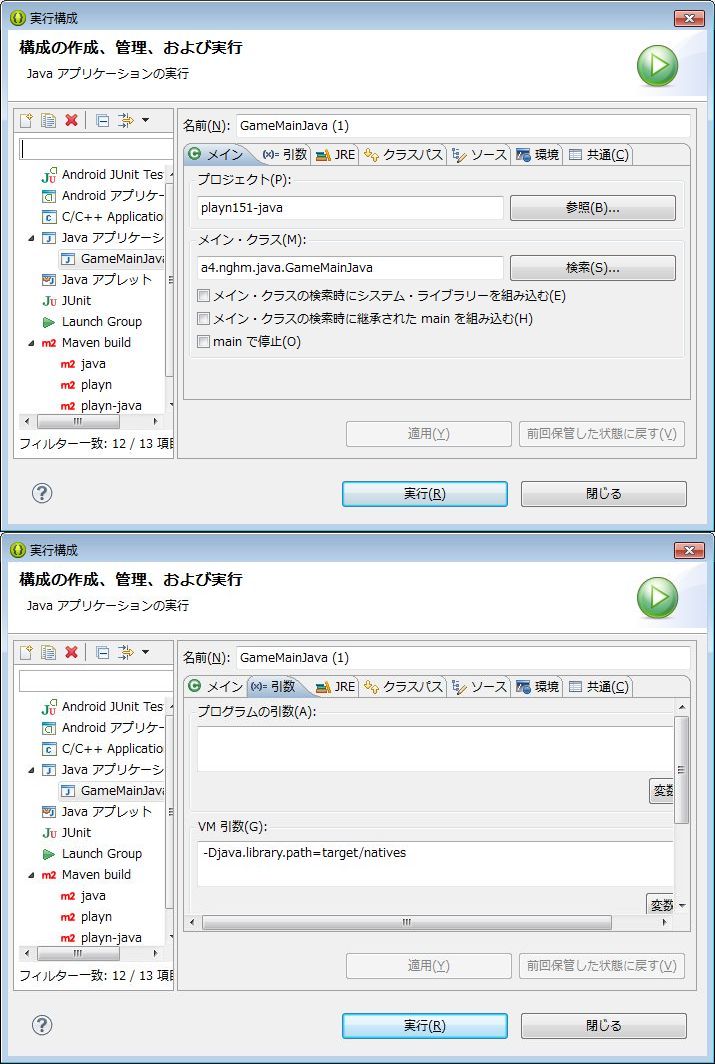 実行構成
構成の作成、管理、および実行
Java アプリケーションの実行
名前(N): GameMainJava (1)
メイン (x)= 引数 JRE クラスパス ソース 環境 共通(C)
Android JUnit Tes
Android アプリケー
C/C++ Applicatio
Java アプリケーショ
GameMainJava
Java アプレット
JUnit
Launch Group
Maven build
java
playn
playn-java
フィルター一致: 12 / 13 項目
プロジェクト(P):
playn151-java 参照(B)...
メイン・クラス(M):
a4.nghm.java.GameMainJava 検索(S)...
メイン・クラスの検索時にシステム・ライブラリーを組み込む(E)
メイン・クラスの検索時に継承された main を組み込む(H)
main で停止(O)
適用(Y) 前回保管した状態に戻す(V)
実行(R) 閉じる
実行構成
構成の作成、管理、および実行
Java アプリケーションの実行
名前(N): GameMainJava (1)
メイン (x)= 引数 JRE クラスパス ソース 環境 共通(C)
Android JUnit Tes
Android アプリケー
C/C++ Applicatio
Java アプリケーショ
GameMainJava
Java アプレット
JUnit
Launch Group
Maven build
java
playn
playn-java
フィルター一致: 12 / 13 項目
プログラムの引数(A):
変数
VM 引数(G):
-Djava.library.path=target/natives
変数
適用(Y) 前回保管した状態に戻す(V)
実行(R) 閉じる